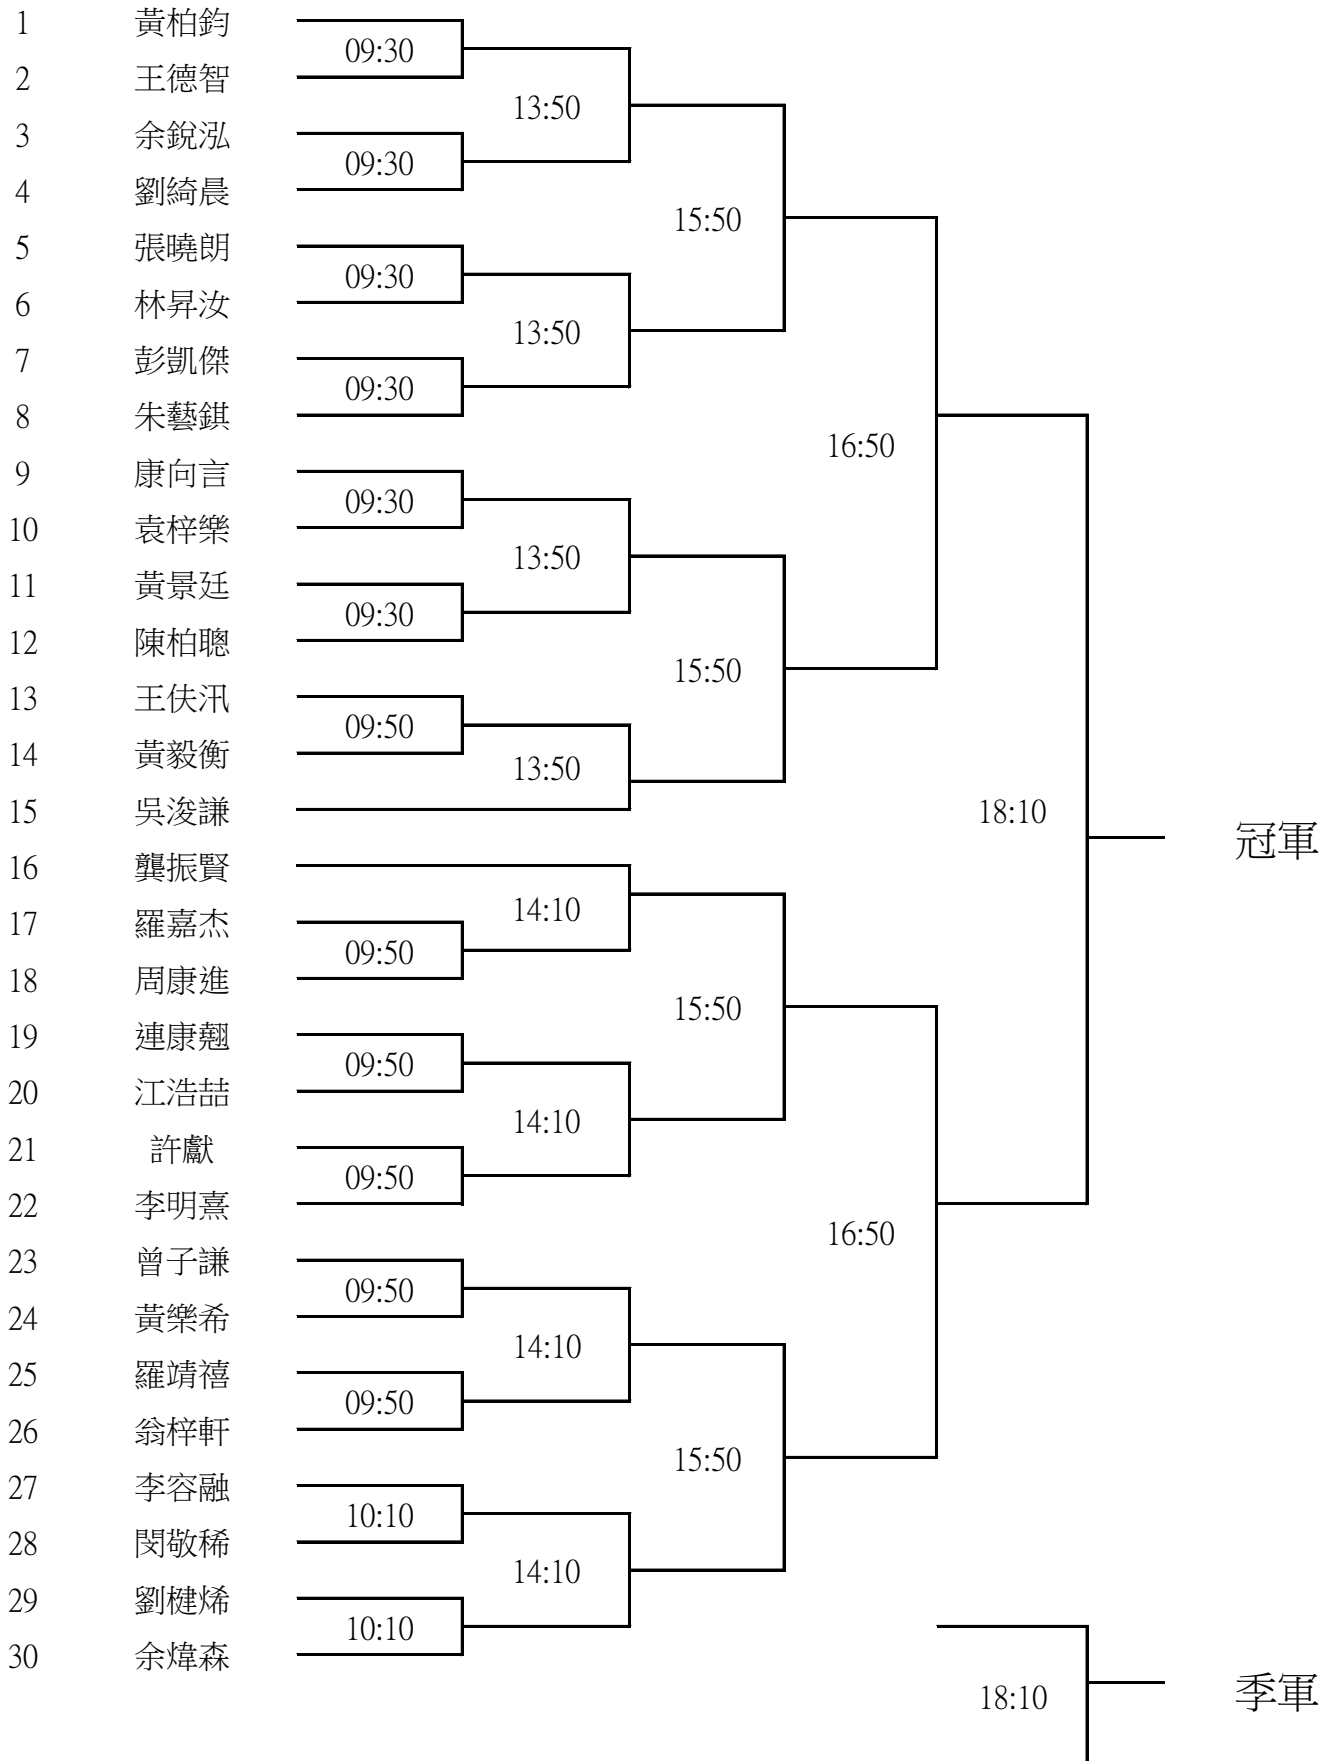 1 黃柏鈞
09:30
2 王德智
13:50
3 余銳泓
09:30
4 劉綺晨
15:50
5 張曉朗
09:30
6 林昇汝
13:50
7 彭凱傑
09:30
8 朱藝錤
16:50
9 康向言
09:30
10 袁梓樂
13:50
11 黃景廷
09:30
12 陳柏聰
15:50
13 王伕汛
09:50
14 黃毅衡
13:50
15 吳浚謙
18:10
冠軍
16 龔振賢
14:10
17 羅嘉杰
09:50
18 周康進
15:50
19 連康翹
09:50
20 江浩喆
14:10
21 許獻
09:50
22 李明熹
16:50
23 曾子謙
09:50
24 黃樂希
14:10
25 羅靖禧
09:50
26 翁梓軒
15:50
27 李容融
10:10
28 閔敬稀
14:10
29 劉楗烯
10:10
30 余煒森
18:10
季軍